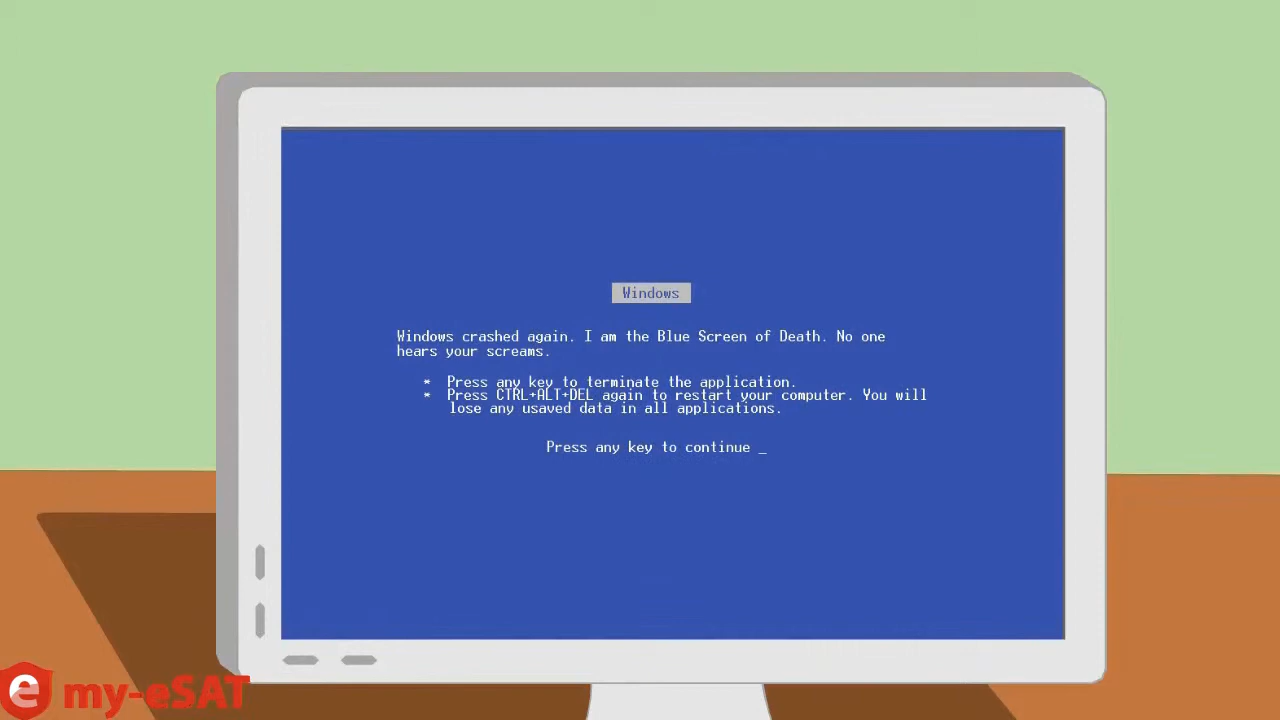 Windows
Windows crashed again. I am the Blue Screen of Death. No one
hears your screams.
* Press any key to terminate the application.
* Press CTRL+ALT+DEL again to restart your computer. You will
lose any usaved data in all applications.
Press any key to continue _
e my-eSAT